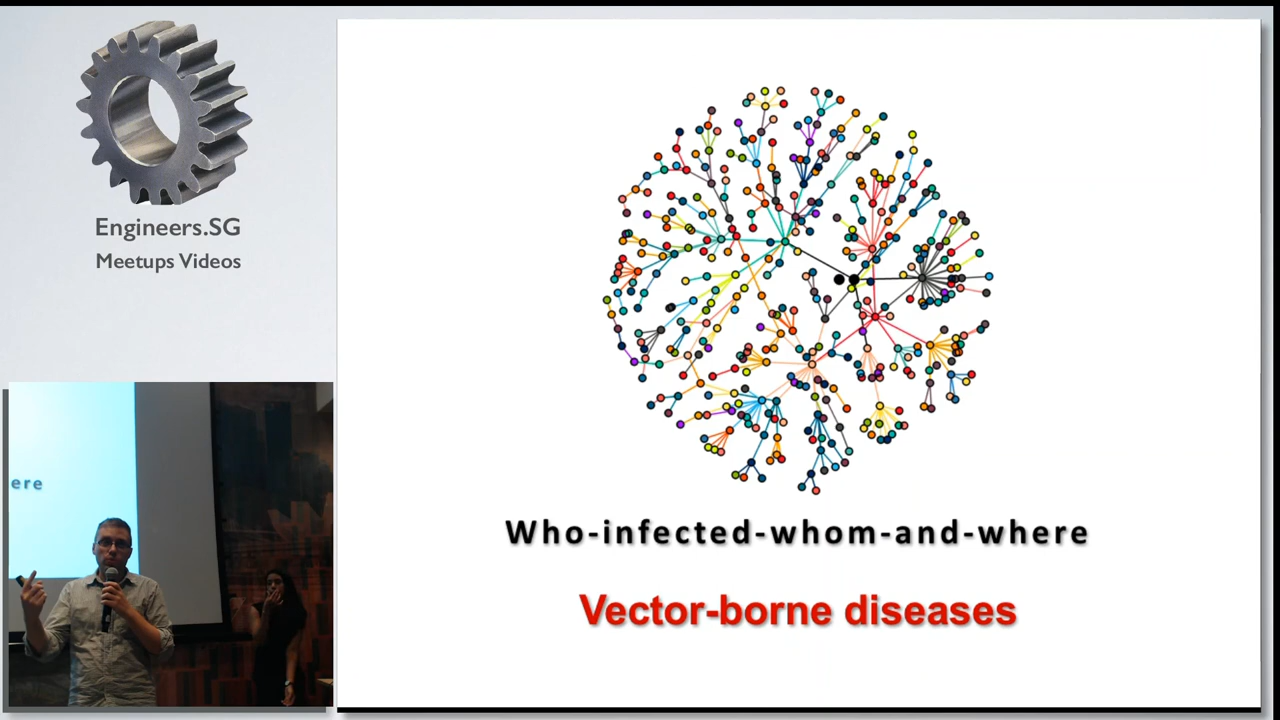 Engineers.SG
Meetups Videos
ere
Who-infected-whom-and-where
Vector-borne diseases